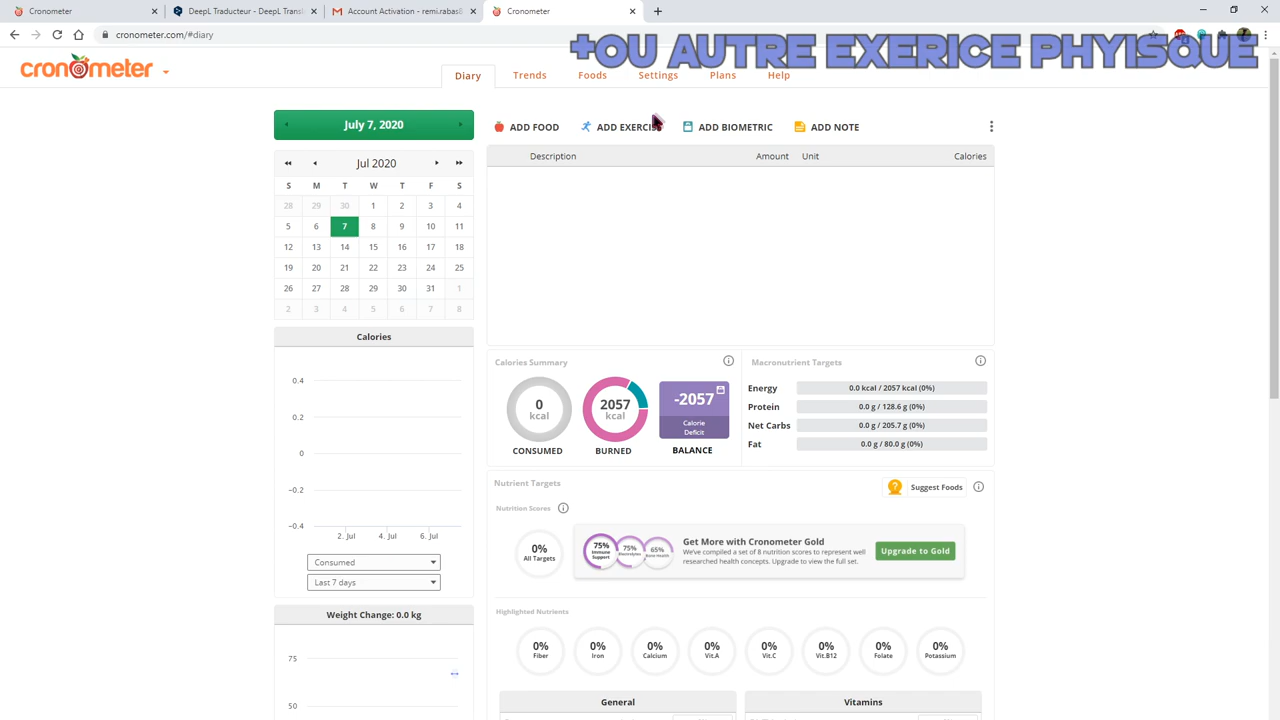 Cronometer
DeepL Traducteur : DeepL Transl
Account Activation - remi.rabas8
Cronometer
cronometer.com/#diary
+OU AUTRE EXERICE PHYISQUE
cronometer
Diary
Trends
Foods
Settings
Plans
Help
July 7, 2020
ADD FOOD
ADD EXERCISE
ADD BIOMETRIC
ADD NOTE
Jul 2020
S M T W T F S
28 29 30 1 2 3 4
5 6 7 8 9 10 11
12 13 14 15 16 17 18
19 20 21 22 23 24 25
26 27 28 29 30 31 1
2 3 4 5 6 7 8
Description Amount Unit Calories
Calories
0.4
0.2
0
−0.2
−0.4
2. Jul 4. Jul 6. Jul
Consumed
Last 7 days
Weight Change: 0.0 kg
75
50
Calories Summary
0
kcal
CONSUMED
2057
kcal
BURNED
-2057
Calorie
Deficit
BALANCE
Macronutrient Targets
Energy 0.0 kcal / 2057 kcal (0%)
Protein 0.0 g / 128.6 g (0%)
Net Carbs 0.0 g / 205.7 g (0%)
Fat 0.0 g / 80.0 g (0%)
Nutrient Targets
Suggest Foods
Nutrition Scores
0%
All Targets
75%
Immune
Support
75%
Electrolytes
65%
Bone Health
Get More with Cronometer Gold
We've compiled a set of 8 nutrition scores to represent well
researched health concepts. Upgrade to view the full set.
Upgrade to Gold
Highlighted Nutrients
0% 0% 0% 0% 0% 0% 0% 0%
Fiber Iron Calcium Vit.A Vit.C Vit.B12 Folate Potassium
General
Vitamins